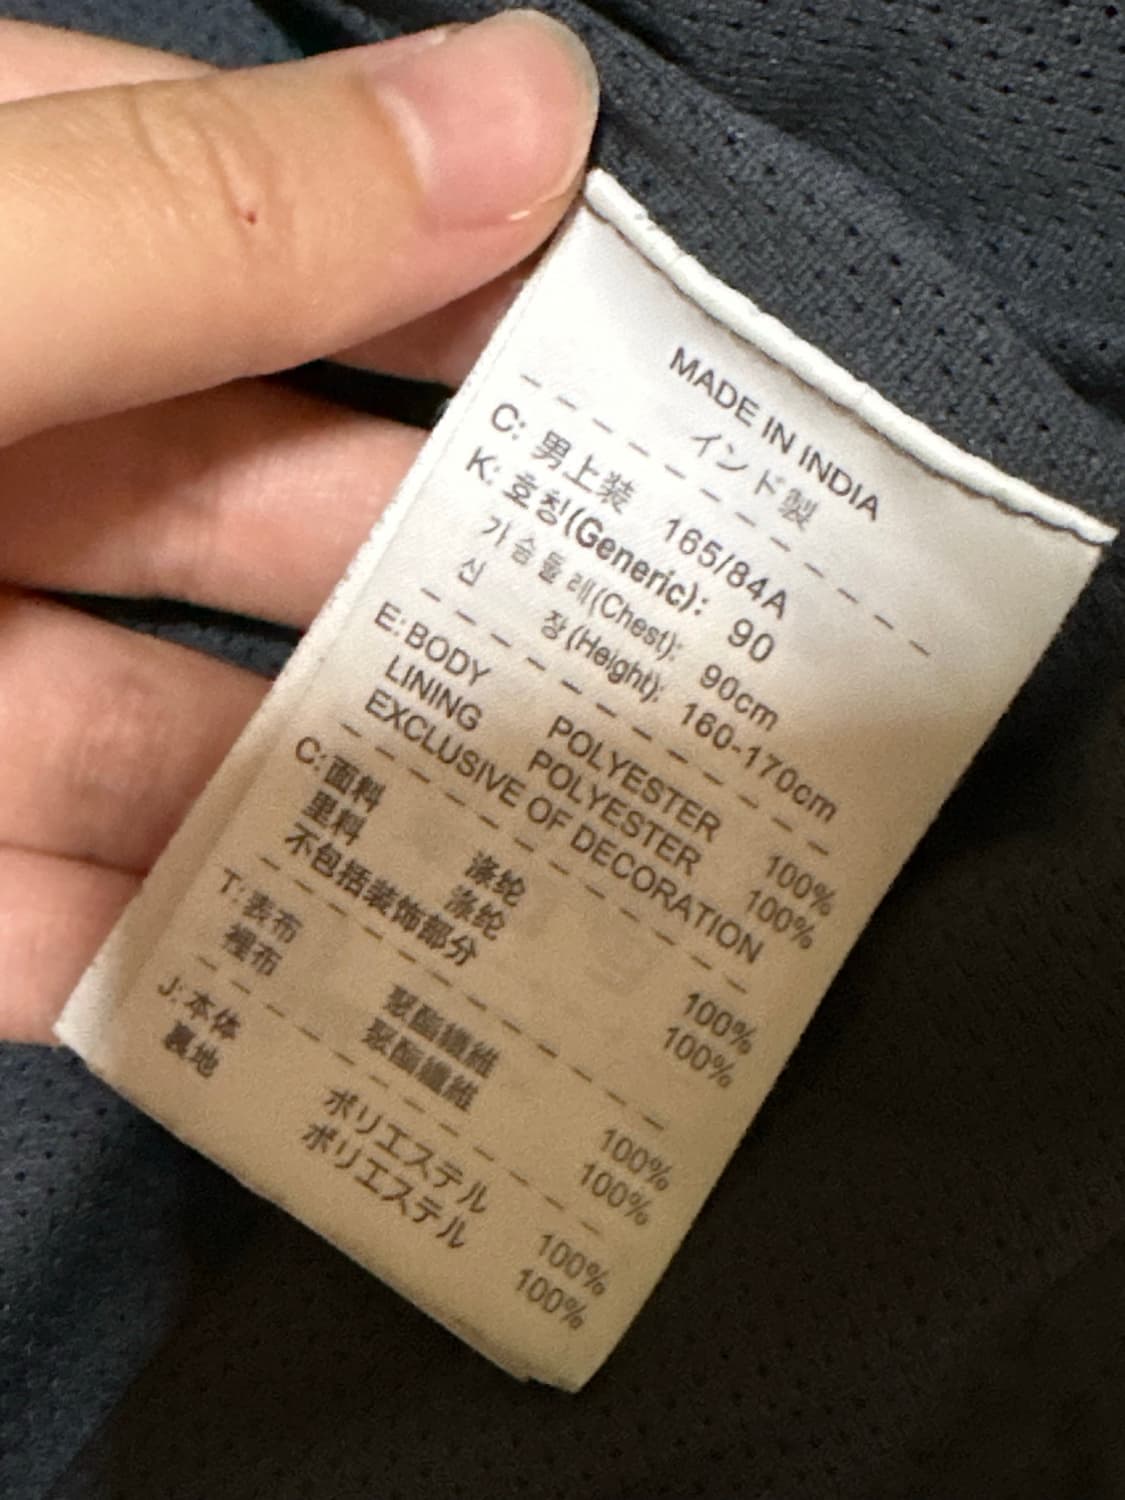 MADE IN INDIA
インド製
C: 男上装 165/84A
K: 호칭(Generic): 90
가슴둘레(Chest): 90cm
신 장(Height): 160-170cm
E: BODY POLYESTER 100%
LINING POLYESTER 100%
EXCLUSIVE OF DECORATION
C: 面料 涤纶 100%
里料 涤纶 100%
不包括装饰部分
T: 表布 聚酯纖維 100%
裡布 聚酯纖維 100%
J: 本体 ポリエステル 100%
裏地 ポリエステル 100%